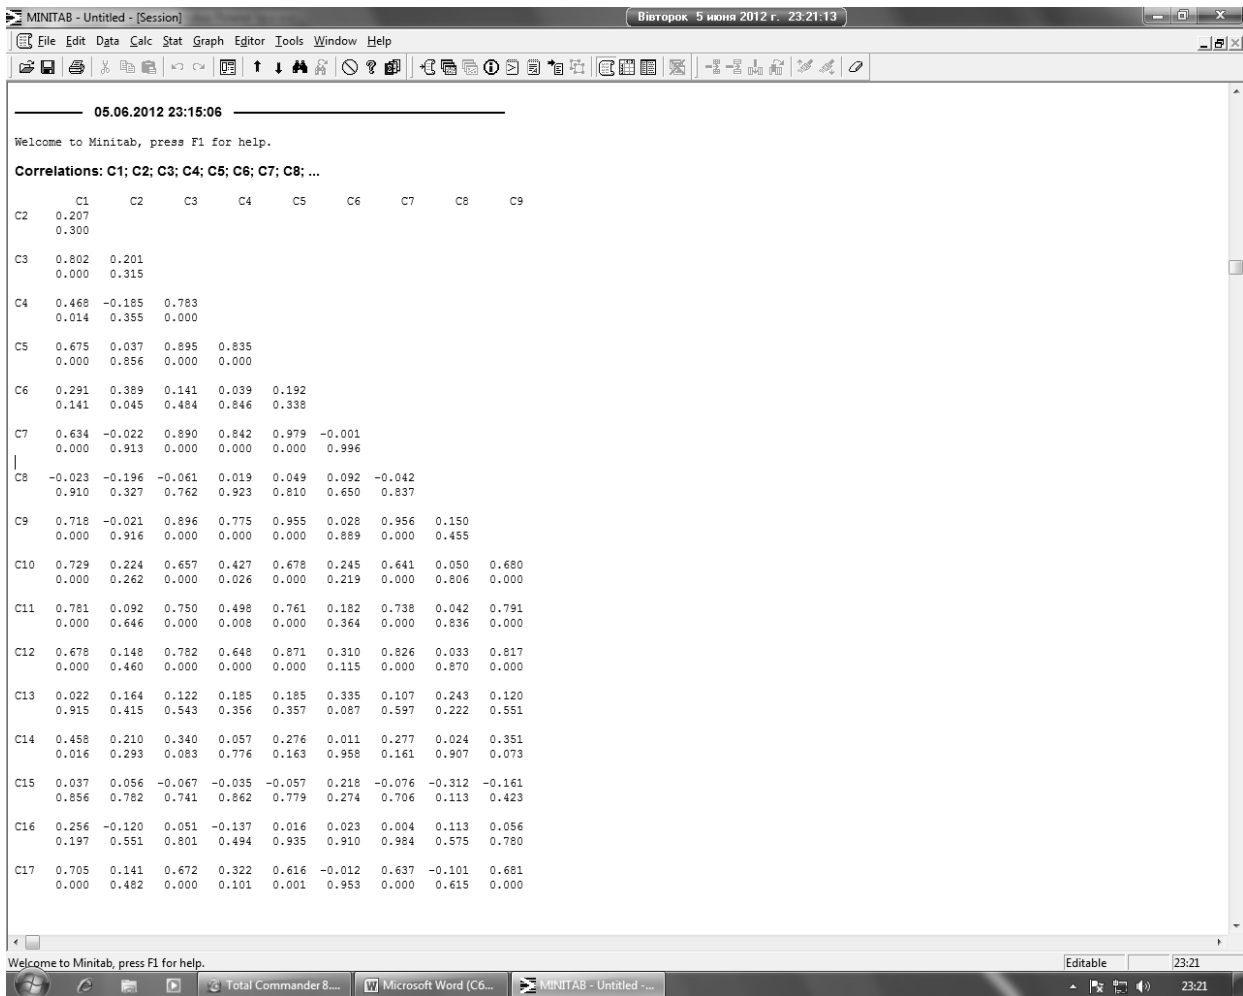 MINITAB - Untitled - [Session]
Вівторок 5 июня 2012 г. 23:21:13
File Edit Data Calc Stat Graph Editor Tools Window Help
05.06.2012 23:15:06
Welcome to Minitab, press F1 for help.
Correlations: C1; C2; C3; C4; C5; C6; C7; C8; ...
C1 C2 C3 C4 C5 C6 C7 C8 C9
C2 0.207
0.300
C3 0.802 0.201
0.000 0.315
C4 0.468 -0.185 0.783
0.014 0.355 0.000
C5 0.675 0.037 0.895 0.835
0.000 0.856 0.000 0.000
C6 0.291 0.389 0.141 0.039 0.192
0.141 0.045 0.484 0.846 0.338
C7 0.634 -0.022 0.890 0.842 0.979 -0.001
0.000 0.913 0.000 0.000 0.000 0.996
C8 -0.023 -0.196 -0.061 0.019 0.049 0.092 -0.042
0.910 0.327 0.762 0.923 0.810 0.650 0.837
C9 0.718 -0.021 0.896 0.775 0.955 0.028 0.956 0.150
0.000 0.916 0.000 0.000 0.000 0.889 0.000 0.455
C10 0.729 0.224 0.657 0.427 0.678 0.245 0.641 0.050 0.680
0.000 0.262 0.000 0.026 0.000 0.219 0.000 0.806 0.000
C11 0.781 0.092 0.750 0.498 0.761 0.182 0.738 0.042 0.791
0.000 0.646 0.000 0.008 0.000 0.364 0.000 0.836 0.000
C12 0.678 0.148 0.782 0.648 0.871 0.310 0.826 0.033 0.817
0.000 0.460 0.000 0.000 0.000 0.115 0.000 0.870 0.000
C13 0.022 0.164 0.122 0.185 0.185 0.335 0.107 0.243 0.120
0.915 0.415 0.543 0.356 0.357 0.087 0.597 0.222 0.551
C14 0.458 0.210 0.340 0.057 0.276 0.011 0.277 0.024 0.351
0.016 0.293 0.083 0.776 0.163 0.958 0.161 0.907 0.073
C15 0.037 0.056 -0.067 -0.035 -0.057 0.218 -0.076 -0.312 -0.161
0.856 0.782 0.741 0.862 0.779 0.274 0.706 0.113 0.423
C16 0.256 -0.120 0.051 -0.137 0.016 0.023 0.004 0.113 0.056
0.197 0.551 0.801 0.494 0.935 0.910 0.984 0.575 0.780
C17 0.705 0.141 0.672 0.322 0.616 -0.012 0.637 -0.101 0.681
0.000 0.482 0.000 0.101 0.001 0.953 0.000 0.615 0.000
Welcome to Minitab, press F1 for help.
Editable
23:21
Total Commander 8....
Microsoft Word (C6...
MINITAB - Untitled -...
23:21